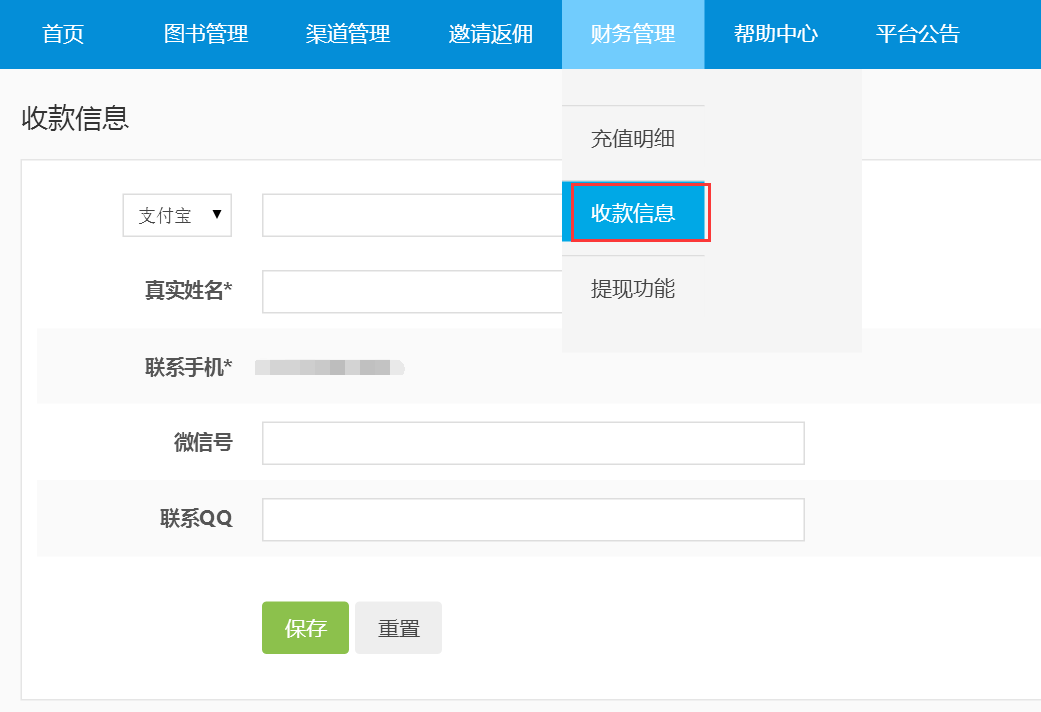 首页 图书管理 渠道管理 邀请返佣 财务管理 帮助中心 平台公告
收款信息
充值明细
收款信息
提现功能
支付宝 ▼
真实姓名*
联系手机*
微信号
联系QQ
保存 重置